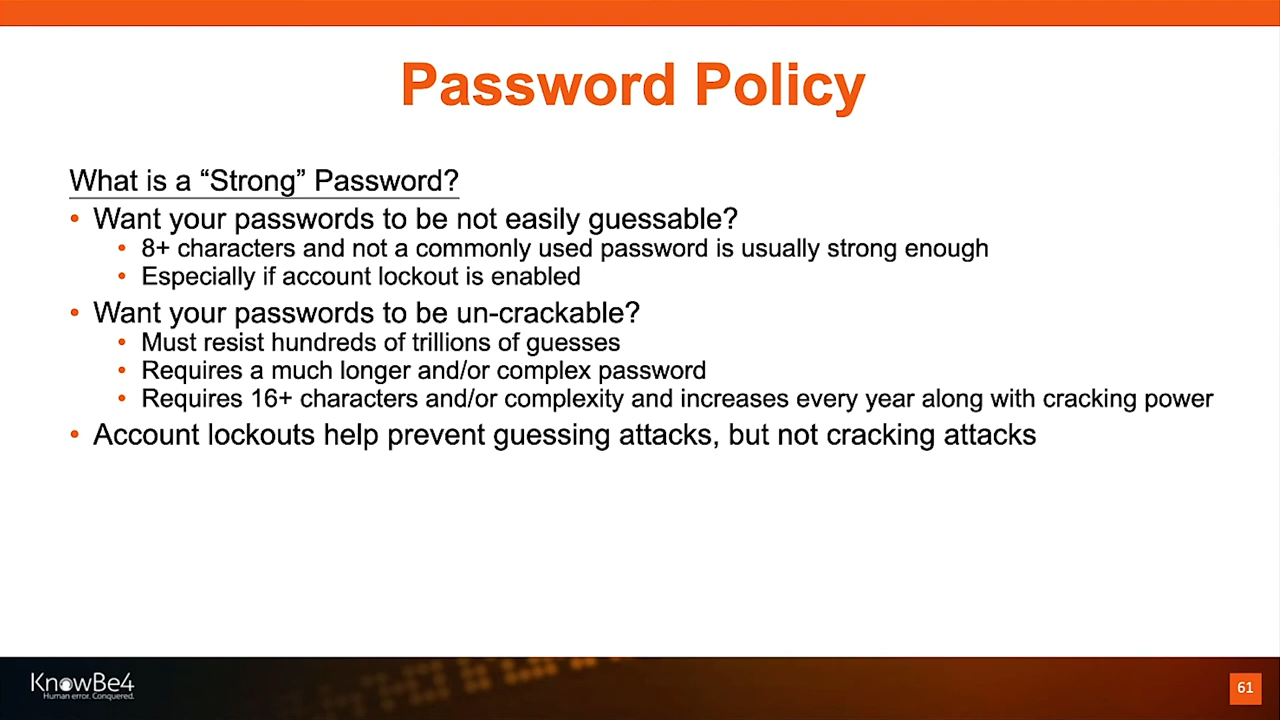 Password Policy
What is a “Strong” Password?
• Want your passwords to be not easily guessable?
• 8+ characters and not a commonly used password is usually strong enough
• Especially if account lockout is enabled
• Want your passwords to be un-crackable?
• Must resist hundreds of trillions of guesses
• Requires a much longer and/or complex password
• Requires 16+ characters and/or complexity and increases every year along with cracking power
• Account lockouts help prevent guessing attacks, but not cracking attacks
KnowBe4
Human error. Conquered.
61